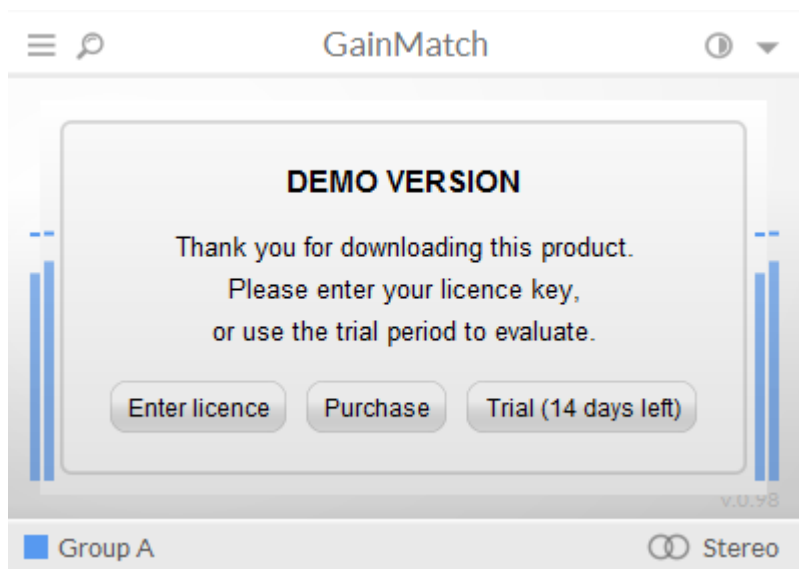 GainMatch
DEMO VERSION
Thank you for downloading this product.
Please enter your licence key,
or use the trial period to evaluate.
Enter licence
Purchase
Trial (14 days left)
v.0.98
Group A
Stereo